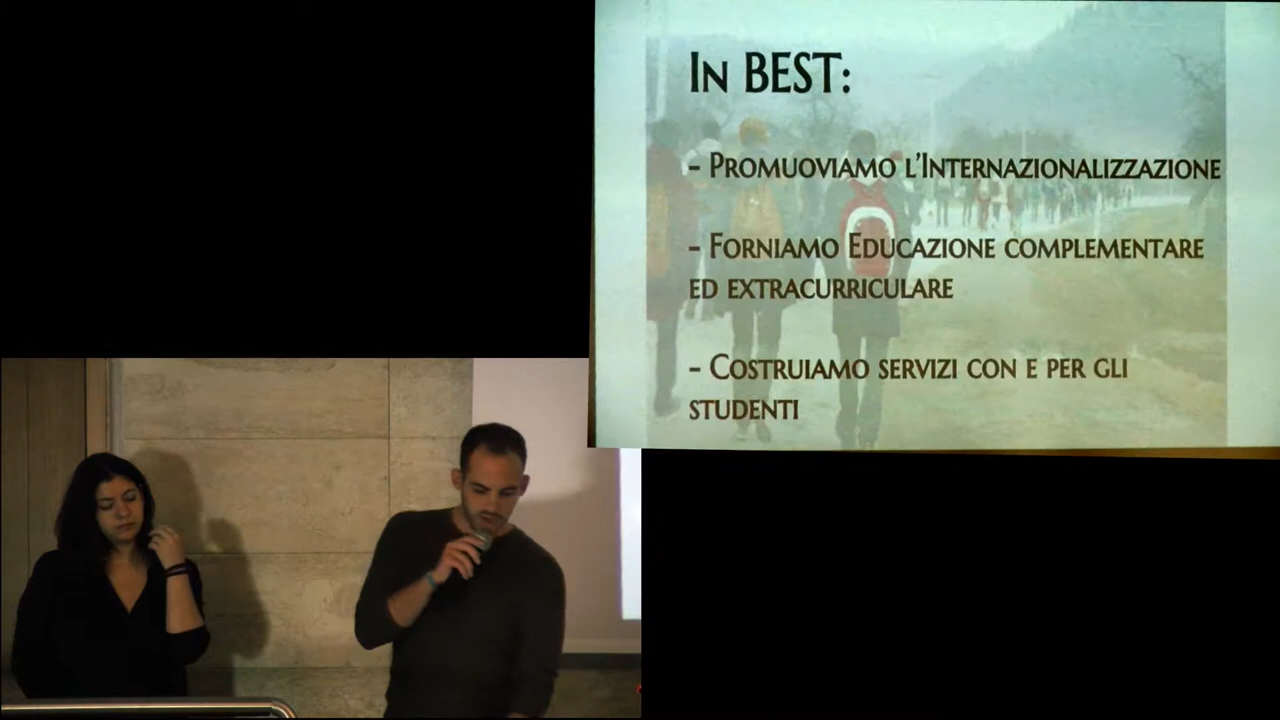 In BEST:
- Promuoviamo l'Internazionalizzazione
- Forniamo Educazione complementare
ed extracurriculare
- Costruiamo servizi con e per gli
studenti